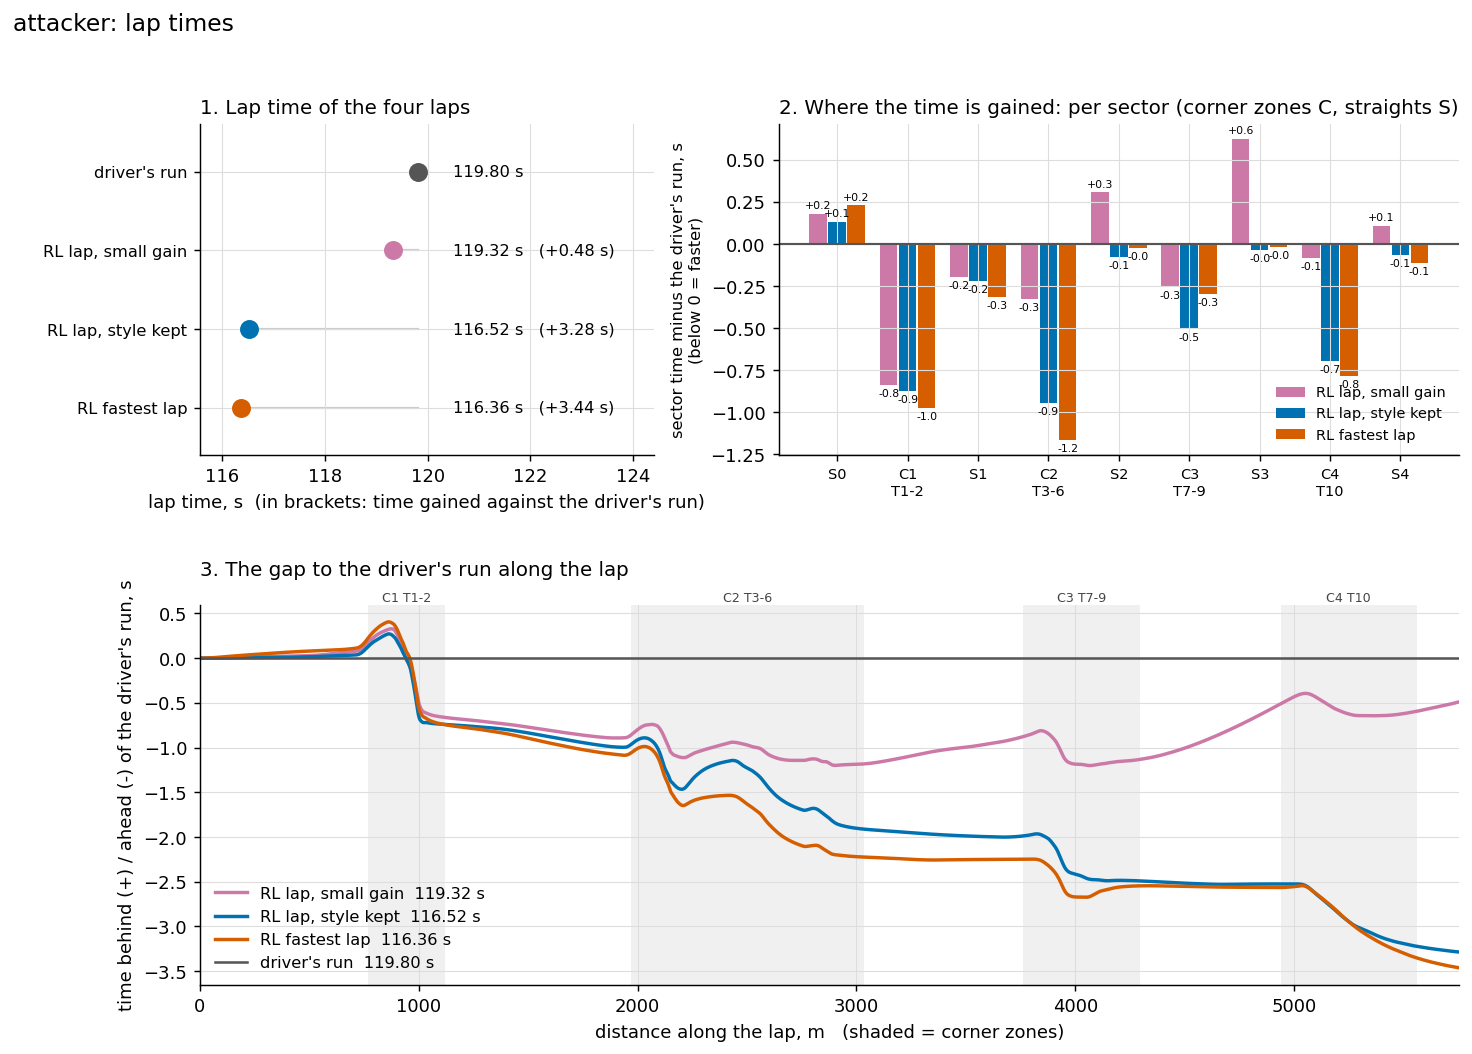 attacker: lap times
1. Lap time of the four laps
driver's run
RL lap, small gain
RL lap, style kept
RL fastest lap
119.80 s
119.32 s (+0.48 s)
116.52 s (+3.28 s)
116.36 s (+3.44 s)
116
118
120
122
124
lap time, s (in brackets: time gained against the driver's run)
2. Where the time is gained: per sector (corner zones C, straights S)
sector time minus the driver's run, s
(below 0 = faster)
0.50
0.25
0.00
−0.25
−0.50
−0.75
−1.00
−1.25
+0.2
+0.1
+0.2
-0.8
-0.9
-1.0
-0.2
-0.2
-0.3
-0.3
-0.9
-1.2
+0.3
-0.1
-0.0
-0.3
-0.5
-0.3
+0.6
-0.0
-0.0
-0.1
-0.7
-0.8
+0.1
-0.1
-0.1
RL lap, small gain
RL lap, style kept
RL fastest lap
S0
C1
T1-2
S1
C2
T3-6
S2
C3
T7-9
S3
C4
T10
S4
3. The gap to the driver's run along the lap
C1 T1-2
C2 T3-6
C3 T7-9
C4 T10
time behind (+) / ahead (-) of the driver's run, s
0.5
0.0
−0.5
−1.0
−1.5
−2.0
−2.5
−3.0
−3.5
RL lap, small gain 119.32 s
RL lap, style kept 116.52 s
RL fastest lap 116.36 s
driver's run 119.80 s
0
1000
2000
3000
4000
5000
distance along the lap, m (shaded = corner zones)